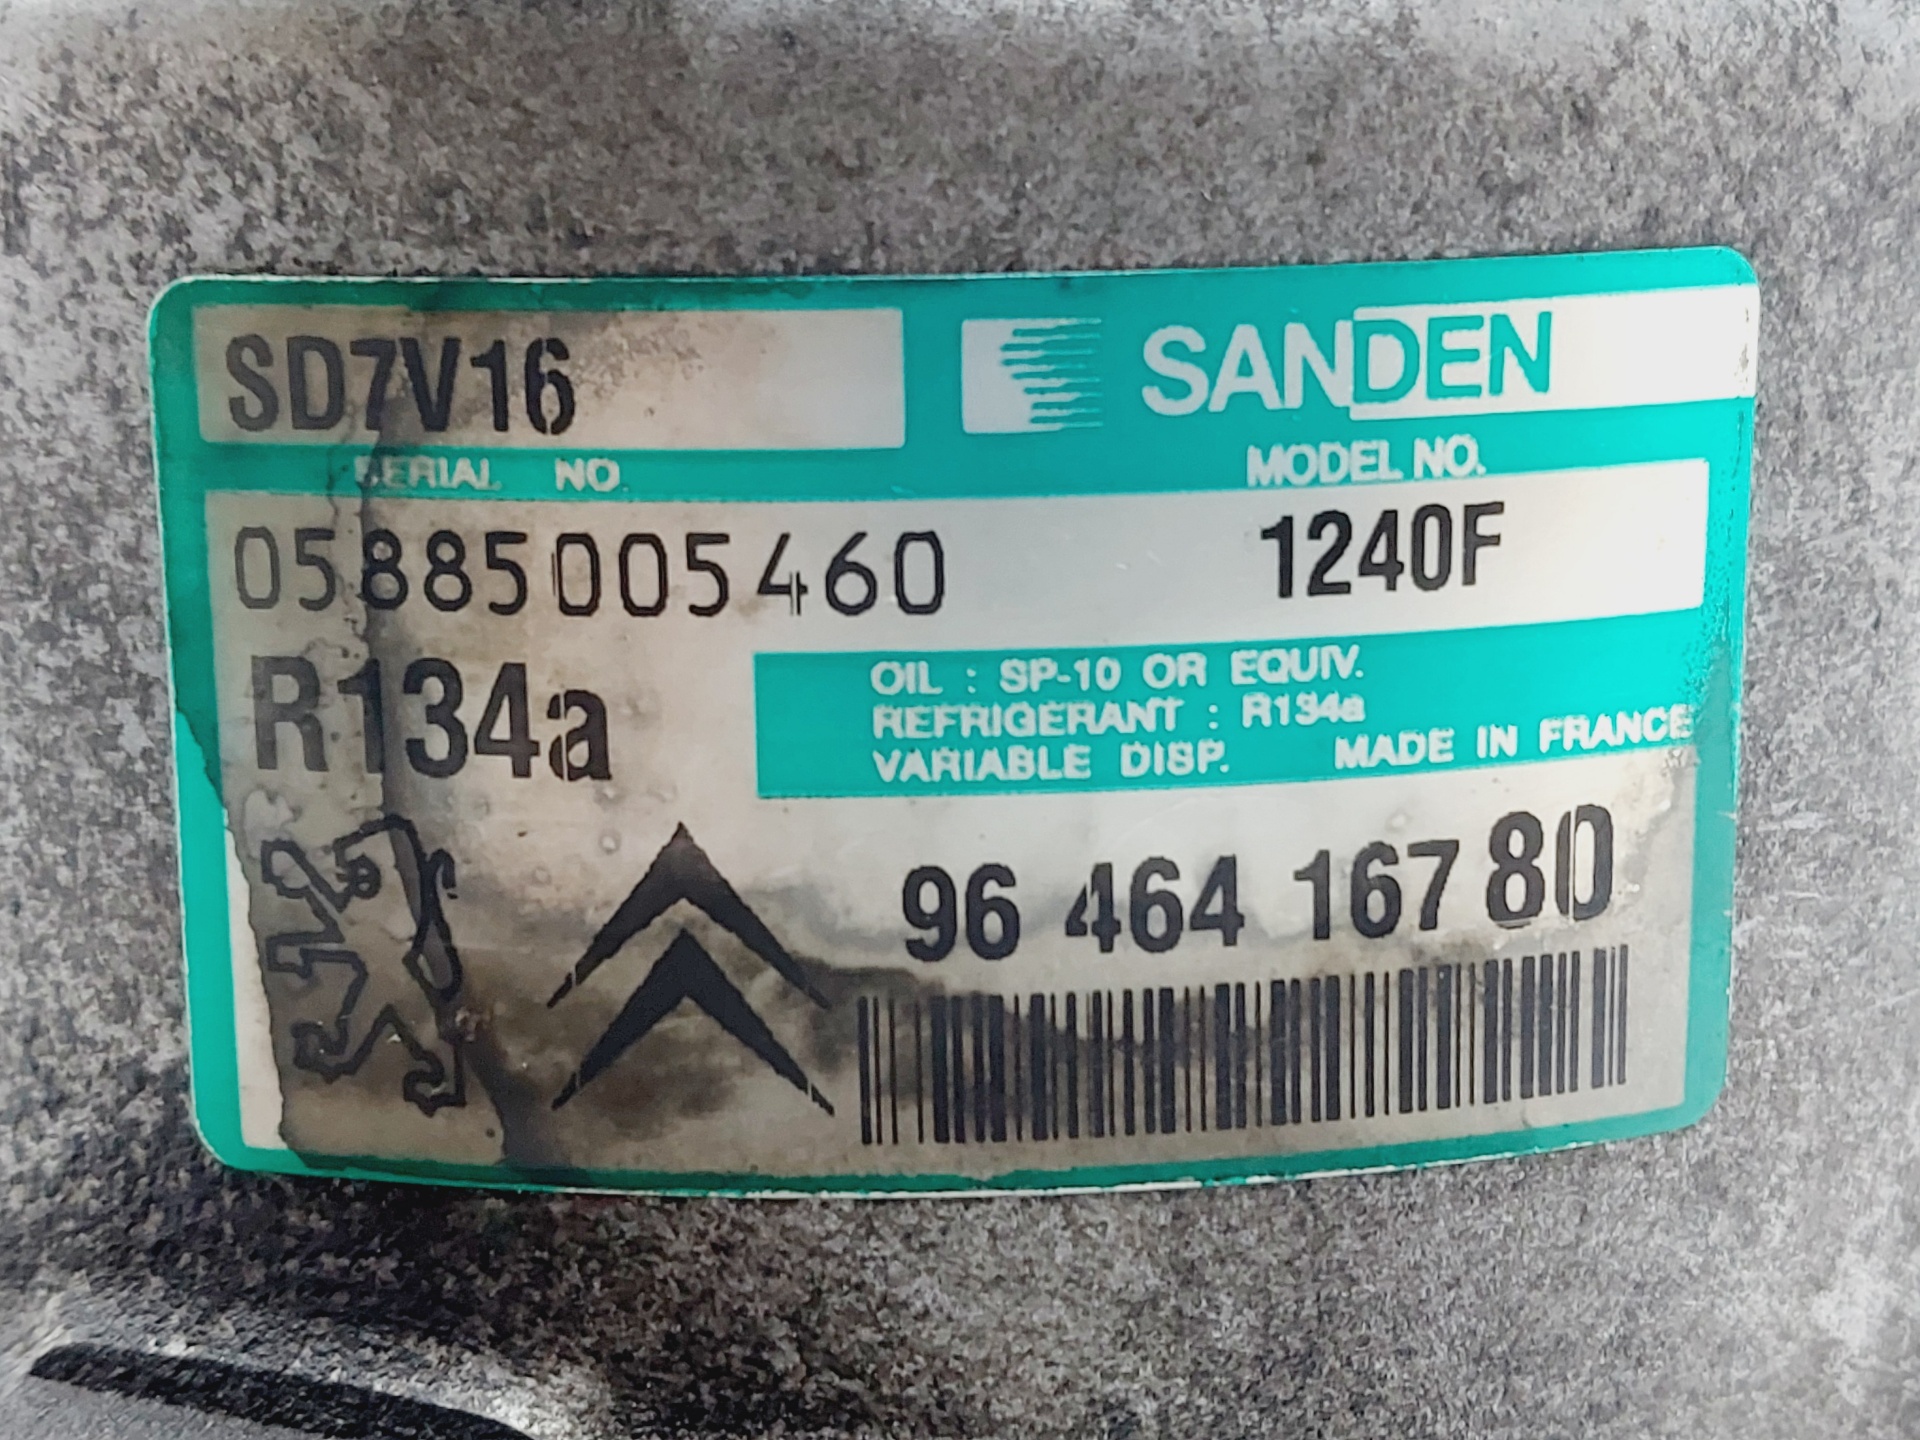 SD7V16
SANDEN
SERIAL NO.
MODEL NO.
05885005460
1240F
R134a
OIL : SP-10 OR EQUIV.
REFRIGERANT : R134a
VARIABLE DISP. MADE IN FRANCE
96 464 167 80